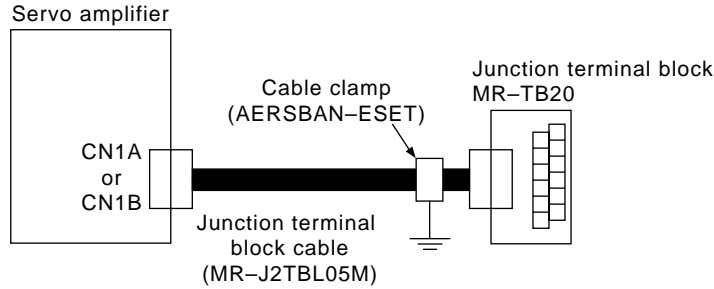 Servo amplifier
Cable clamp
(AERSBAN–ESET)
Junction terminal block
MR–TB20
CN1A
or
CN1B
Junction terminal
block cable
(MR–J2TBL05M)